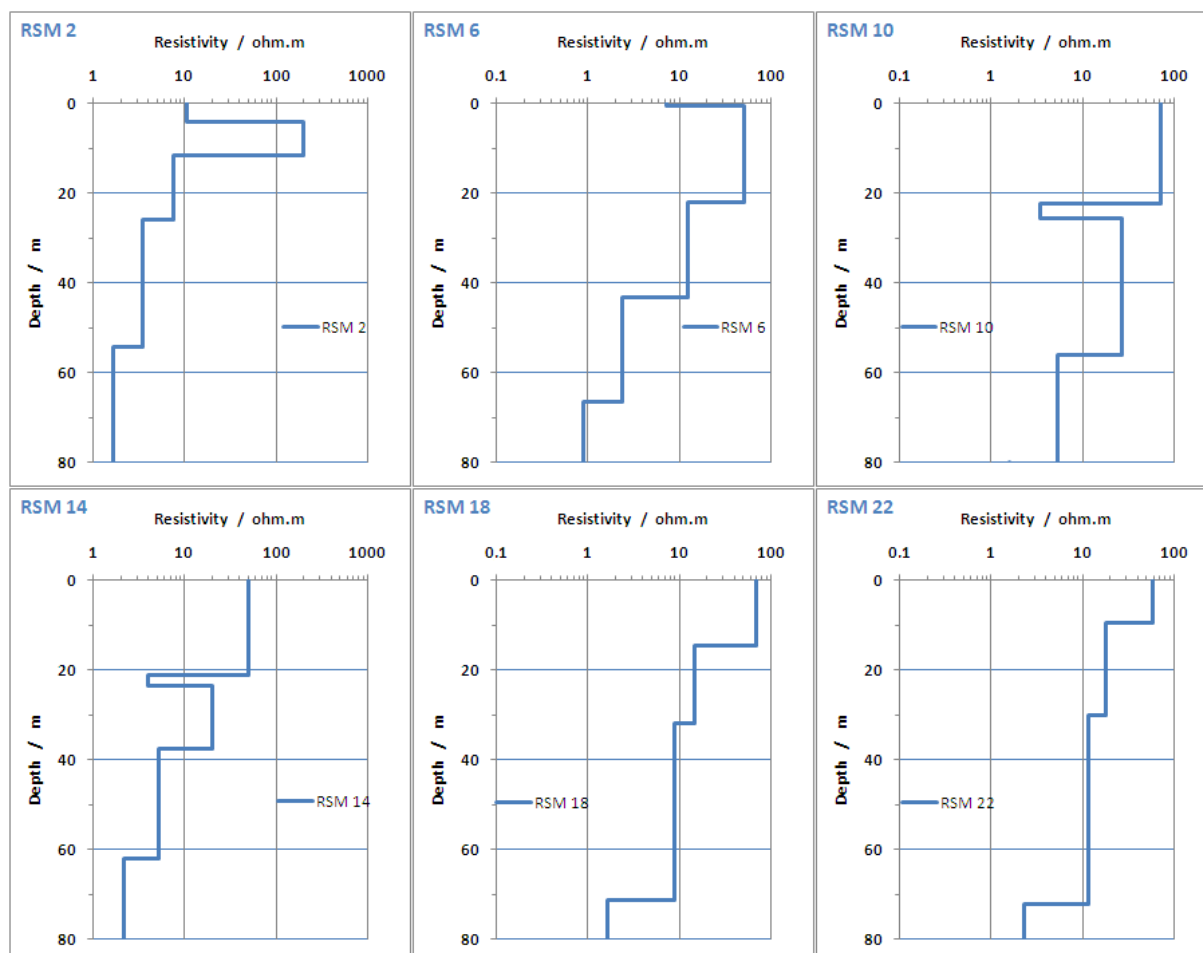 RSM 2
Resistivity / ohm.m
1 10 100 1000
0
20
40
60
80
Depth / m
RSM 2
RSM 6
Resistivity / ohm.m
0.1 1 10 100
0
20
40
60
80
Depth / m
RSM 6
RSM 10
Resistivity / ohm.m
0.1 1 10 100
0
20
40
60
80
Depth / m
RSM 10
RSM 14
Resistivity / ohm.m
1 10 100 1000
0
20
40
60
80
Depth / m
RSM 14
RSM 18
Resistivity / ohm.m
0.1 1 10 100
0
20
40
60
80
Depth / m
RSM 18
RSM 22
Resistivity / ohm.m
0.1 1 10 100
0
20
40
60
80
Depth / m
RSM 22